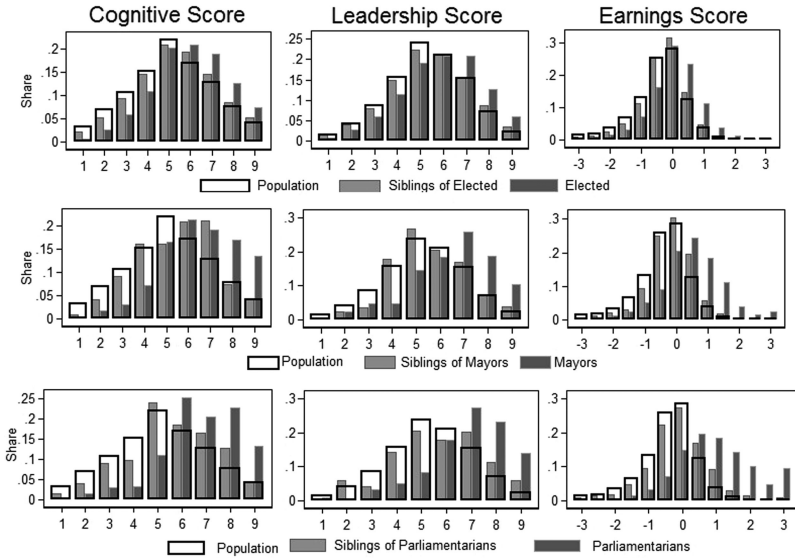 Cognitive Score Leadership Score Earnings Score
Share
.2
.15
.1
.05
0
1 2 3 4 5 6 7 8 9
.25
.2
.15
.1
.05
0
1 2 3 4 5 6 7 8 9
.3
.2
.1
0
-3 -2 -1 0 1 2 3
Population Siblings of Elected Elected
Share
.2
.15
.1
.05
0
1 2 3 4 5 6 7 8 9
.3
.2
.1
0
1 2 3 4 5 6 7 8 9
.3
.2
.1
0
-3 -2 -1 0 1 2 3
Population Siblings of Mayors Mayors
Share
.25
.2
.15
.1
.05
0
1 2 3 4 5 6 7 8 9
.3
.2
.1
0
1 2 3 4 5 6 7 8 9
.3
.2
.1
0
-3 -2 -1 0 1 2 3
Population Siblings of Parliamentarians Parliamentarians